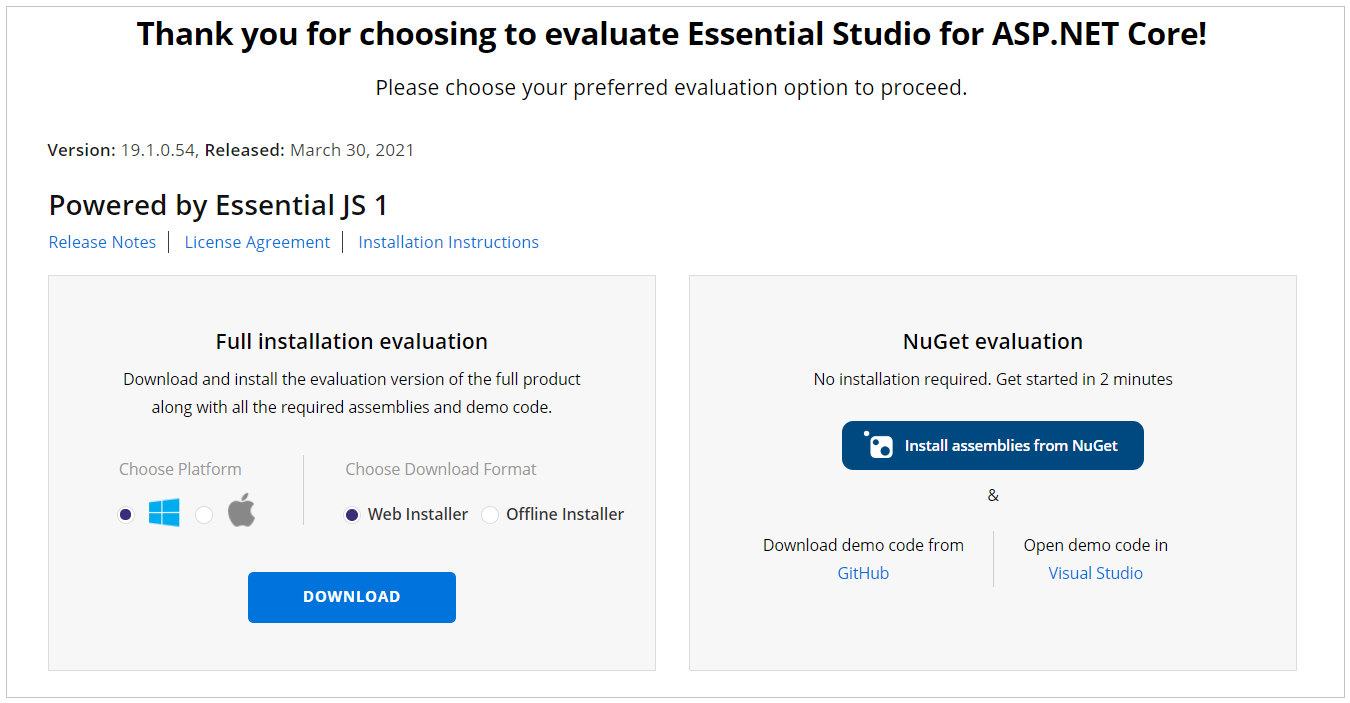 Thank you for choosing to evaluate Essential Studio for ASP.NET Core!
Please choose your preferred evaluation option to proceed.
Version: 19.1.0.54, Released: March 30, 2021
Powered by Essential JS 1
Release Notes | License Agreement | Installation Instructions
Full installation evaluation
Download and install the evaluation version of the full product
along with all the required assemblies and demo code.
Choose Platform
Choose Download Format
Web Installer
Offline Installer
DOWNLOAD
NuGet evaluation
No installation required. Get started in 2 minutes
Install assemblies from NuGet
&
Download demo code from
GitHub
Open demo code in
Visual Studio